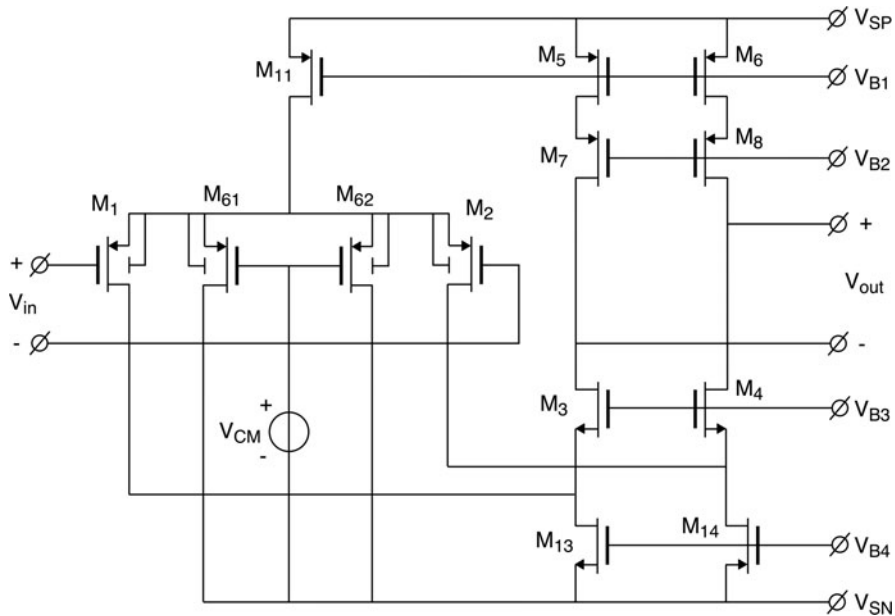 V_SP
M_11
M_5
M_6
V_B1
M_7
M_8
V_B2
M_1
M_61
M_62
M_2
+
+
V_in
V_out
-
-
M_3
M_4
V_B3
+
V_CM
-
M_13
M_14
V_B4
V_SN